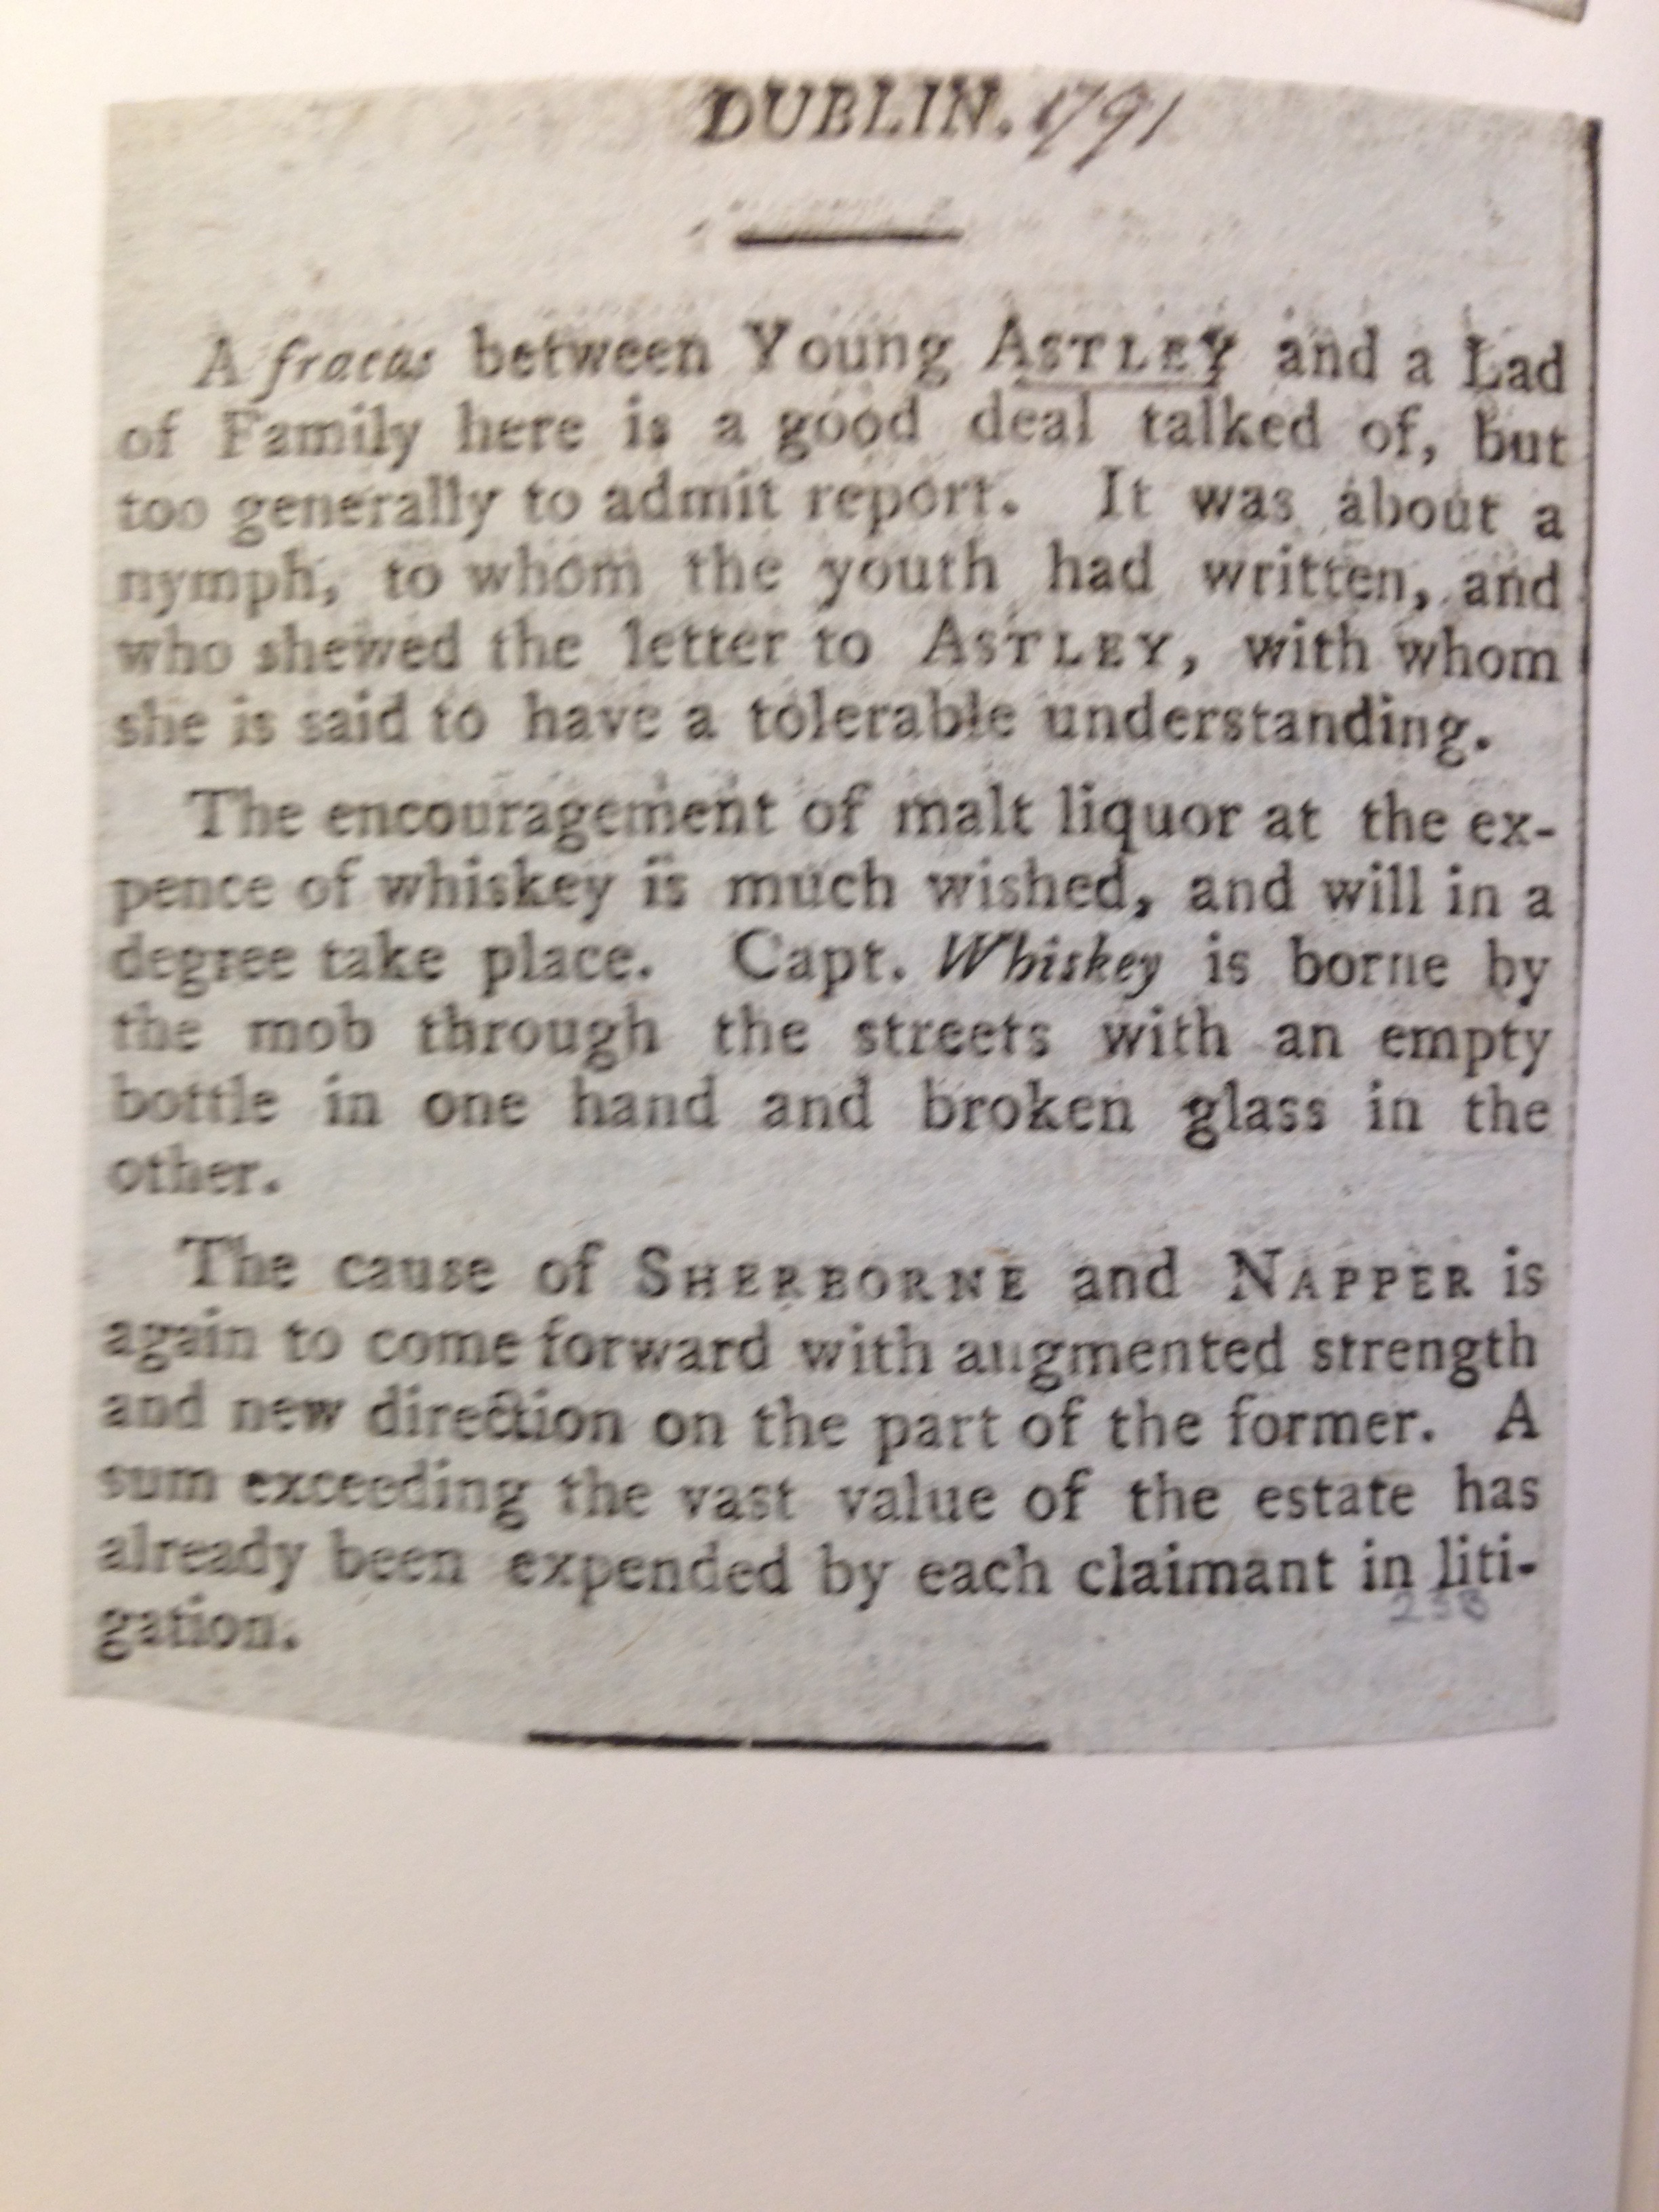 DUBLIN. 1791
A fracas between Young ASTLEY and a Lad
of Family here is a good deal talked of, but
too generally to admit report. It was about a
nymph, to whom the youth had written, and
who shewed the letter to ASTLEY, with whom
she is said to have a tolerable understanding.
The encouragement of malt liquor at the ex-
pence of whiskey is much wished, and will in a
degree take place. Capt. Whiskey is borne by
the mob through the streets with an empty
bottle in one hand and broken glass in the
other.
The cause of SHERBORNE and NAPPER is
again to come forward with augmented strength
and new direction on the part of the former. A
sum exceeding the vast value of the estate has
already been expended by each claimant in liti-
gation.
238